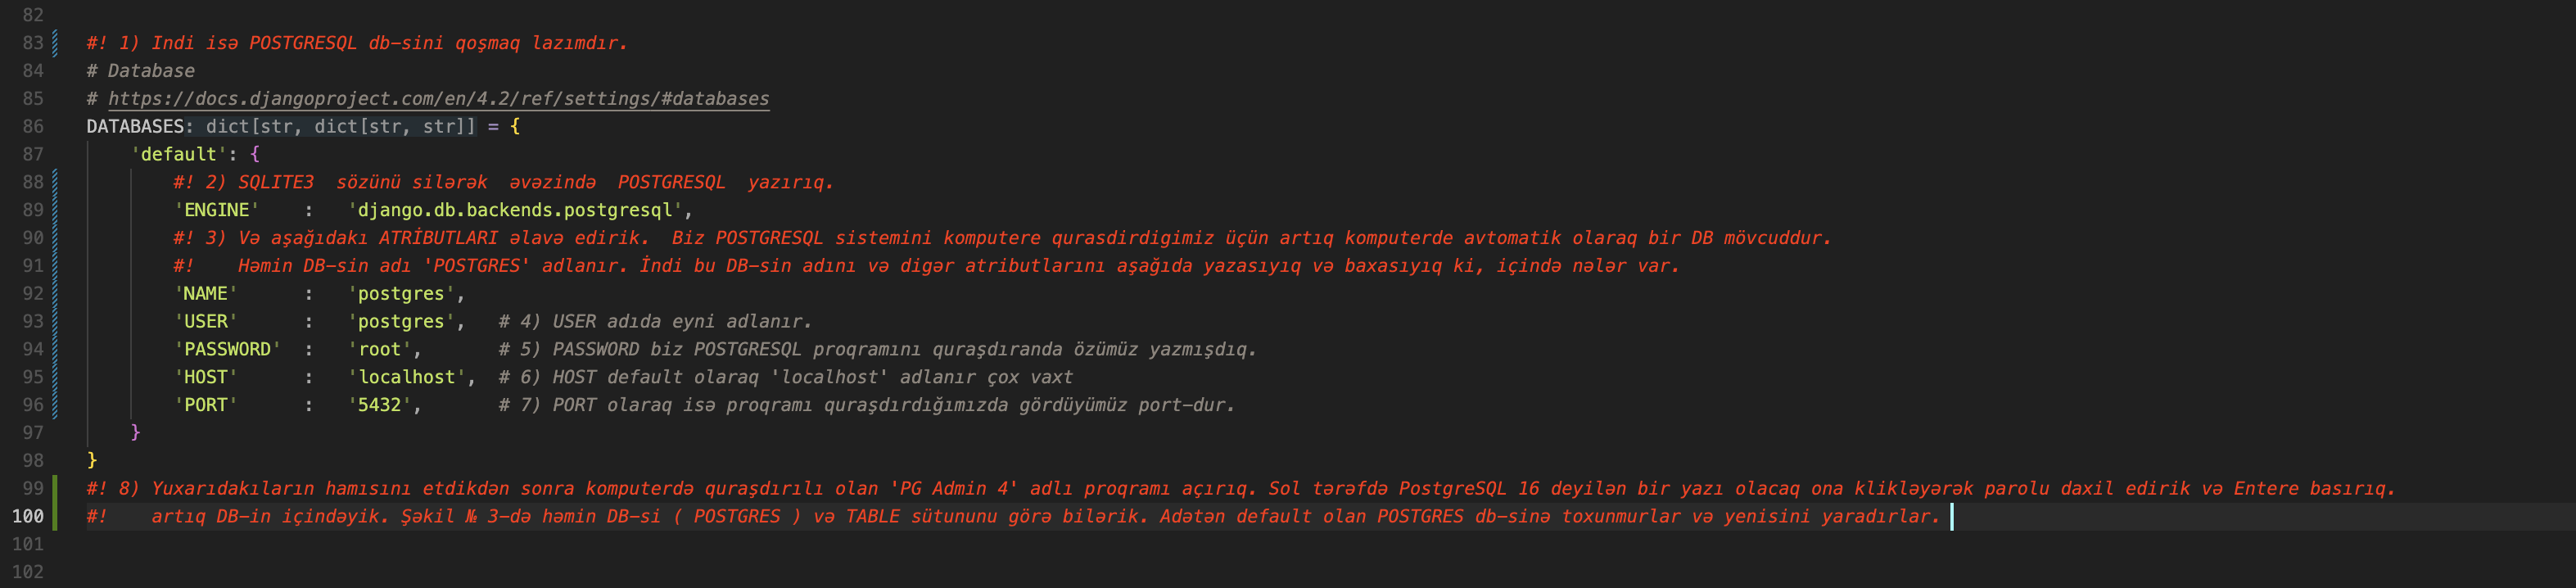 82
83 #! 1) Indi isə POSTGRESQL db-sini qoşmaq lazımdır.
84 # Database
85 # https://docs.djangoproject.com/en/4.2/ref/settings/#databases
86 DATABASES: dict[str, dict[str, str]] = {
87 'default': {
88 #! 2) SQLITE3  sözünü silərək  əvəzində  POSTGRESQL  yazırıq.
89 'ENGINE'    :   'django.db.backends.postgresql',
90 #! 3) Və aşağıdakı ATRİBUTLARI əlavə edirik.  Biz POSTGRESQL sistemini komputere qurasdirdigimiz üçün artıq komputerde avtomatik olaraq bir DB mövcuddur.
91 #!    Həmin DB-sin adı 'POSTGRES' adlanır. İndi bu DB-sin adını və digər atributlarını aşağıda yazasıyıq və baxasıyıq ki, içində nələr var.
92 'NAME'      :   'postgres',
93 'USER'      :   'postgres',   # 4) USER adıda eyni adlanır.
94 'PASSWORD'  :   'root',       # 5) PASSWORD biz POSTGRESQL proqramını quraşdıranda özümüz yazmışdıq.
95 'HOST'      :   'localhost',  # 6) HOST default olaraq 'localhost' adlanır çox vaxt
96 'PORT'      :   '5432',       # 7) PORT olaraq isə proqramı quraşdırdığımızda gördüyümüz port-dur.
97 }
98 }
99 #! 8) Yuxarıdakıların hamısını etdikdən sonra komputerdə quraşdırılı olan 'PG Admin 4' adlı proqramı açırıq. Sol tərəfdə PostgreSQL 16 deyilən bir yazı olacaq ona klikləyərək parolu daxil edirik və Entere basırıq.
100 #!    artıq DB-in içindəyik. Şəkil № 3-də həmin DB-si ( POSTGRES ) və TABLE sütununu görə bilərik. Adətən default olan POSTGRES db-sinə toxunmurlar və yenisini yaradırlar.
101
102